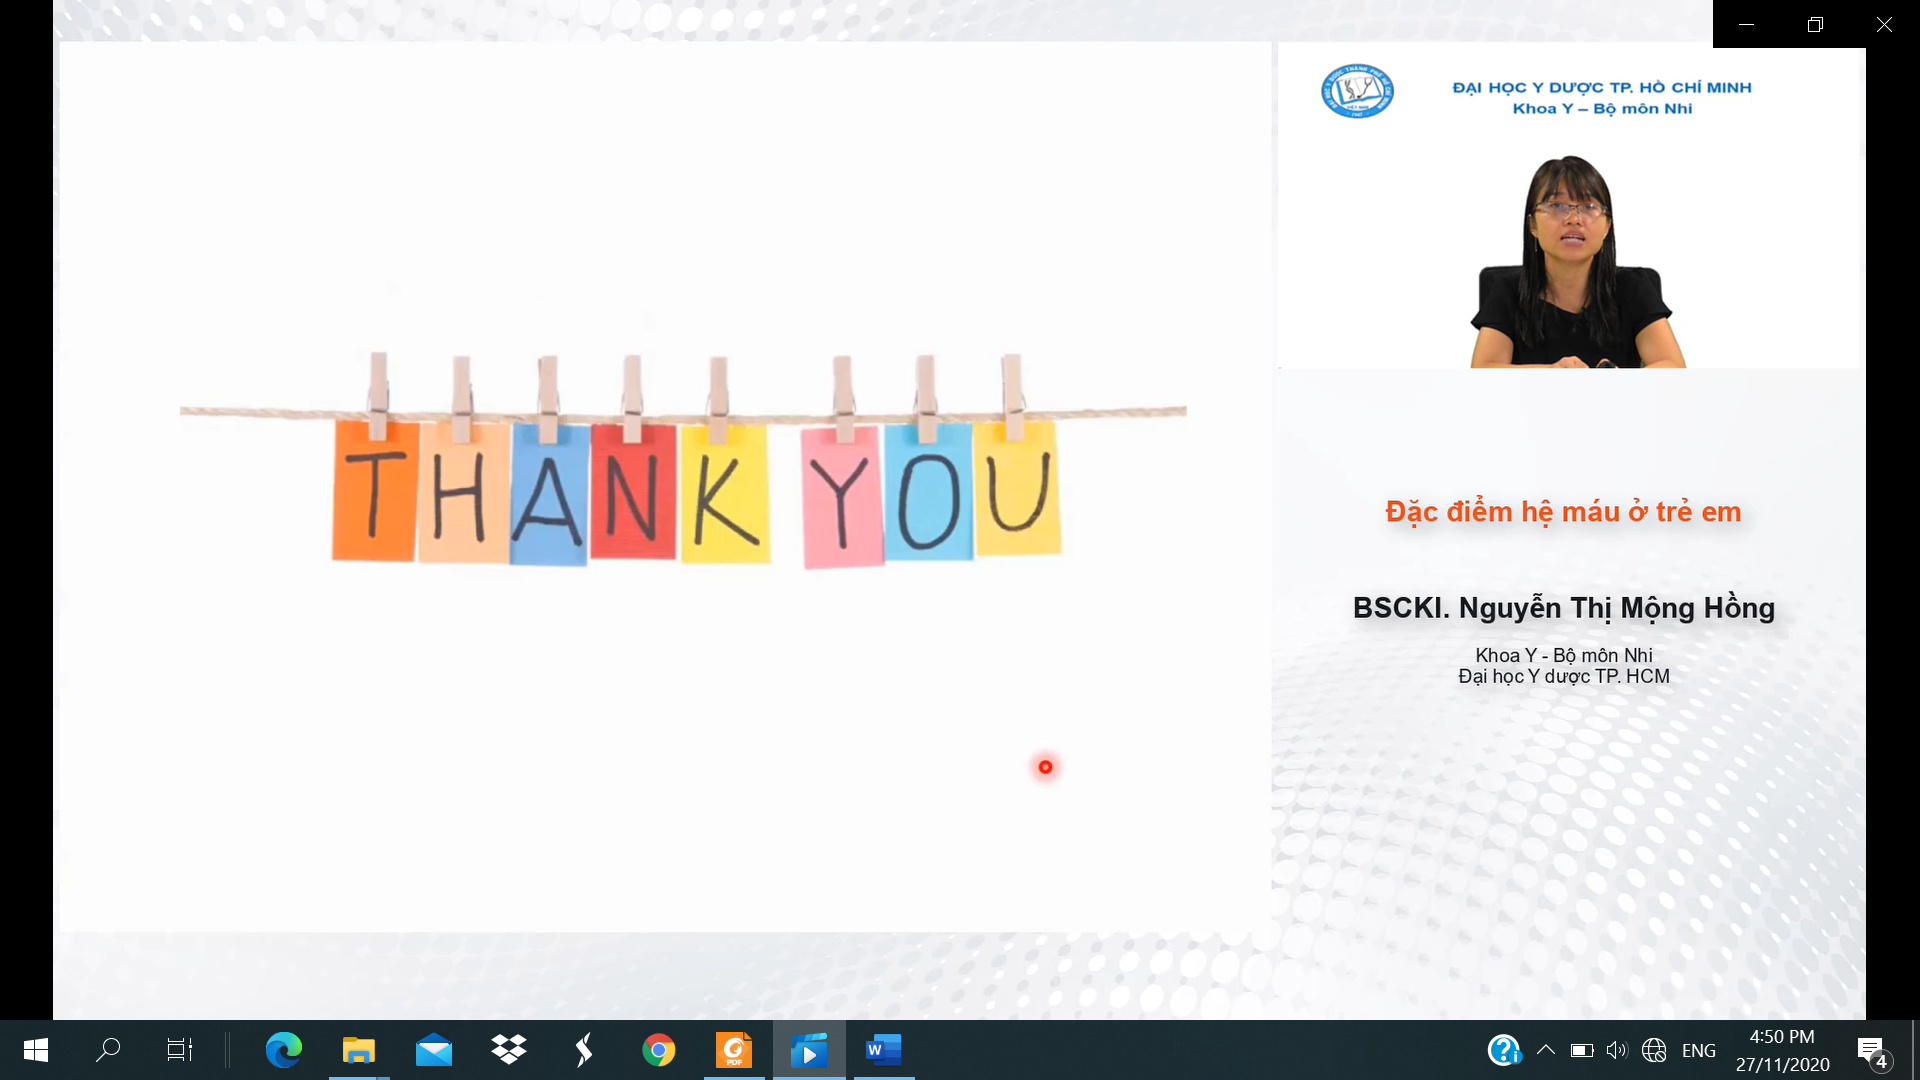 THANK YOU
ĐẠI HỌC Y DƯỢC TP. HỒ CHÍ MINH
Khoa Y – Bộ môn Nhi
Đặc điểm hệ máu ở trẻ em
BSCKI. Nguyễn Thị Mộng Hồng
Khoa Y - Bộ môn Nhi
Đại học Y dược TP. HCM
PDF
W
ENG
4:50 PM
27/11/2020
4